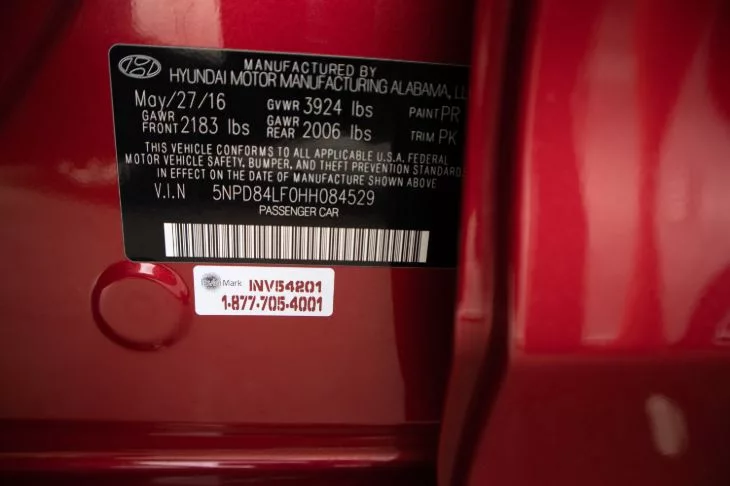 MANUFACTURED BY
HYUNDAI MOTOR MANUFACTURING ALABAMA, LL
May/27/16 GVWR 3924 lbs PAINT PR
GAWR FRONT 2183 lbs GAWR REAR 2006 lbs TRIM PK
THIS VEHICLE CONFORMS TO ALL APPLICABLE U.S.A. FEDERAL
MOTOR VEHICLE SAFETY, BUMPER, AND THEFT PREVENTION STANDARD
IN EFFECT ON THE DATE OF MANUFACTURE SHOWN ABOVE
V.I.N 5NPD84LF0HH084529
PASSENGER CAR
Mark INV54201
1-877-705-4001